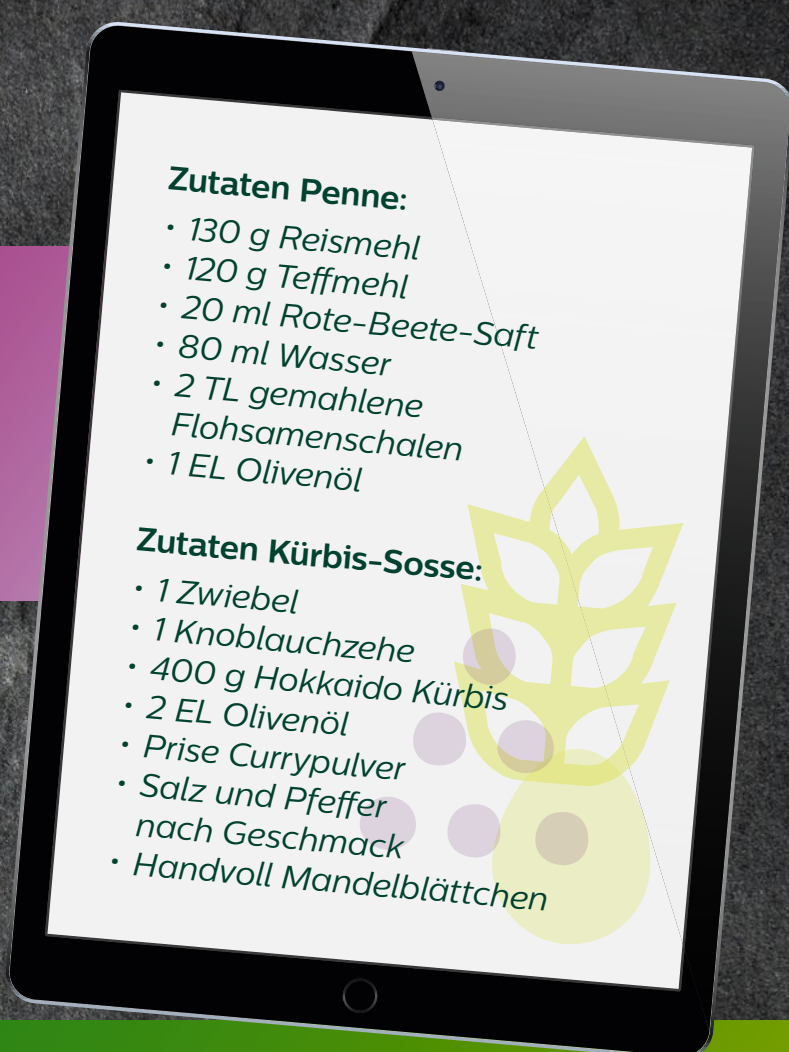 Zutaten Penne:
• 130 g Reismehl
• 120 g Teffmehl
• 20 ml Rote-Beete-Saft
• 80 ml Wasser
• 2 TL gemahlene
Flohsamenschalen
• 1 EL Olivenöl
Zutaten Kürbis-Sosse:
• 1 Zwiebel
• 1 Knoblauchzehe
• 400 g Hokkaido Kürbis
• 2 EL Olivenöl
• Prise Currypulver
• Salz und Pfeffer
nach Geschmack
• Handvoll Mandelblättchen